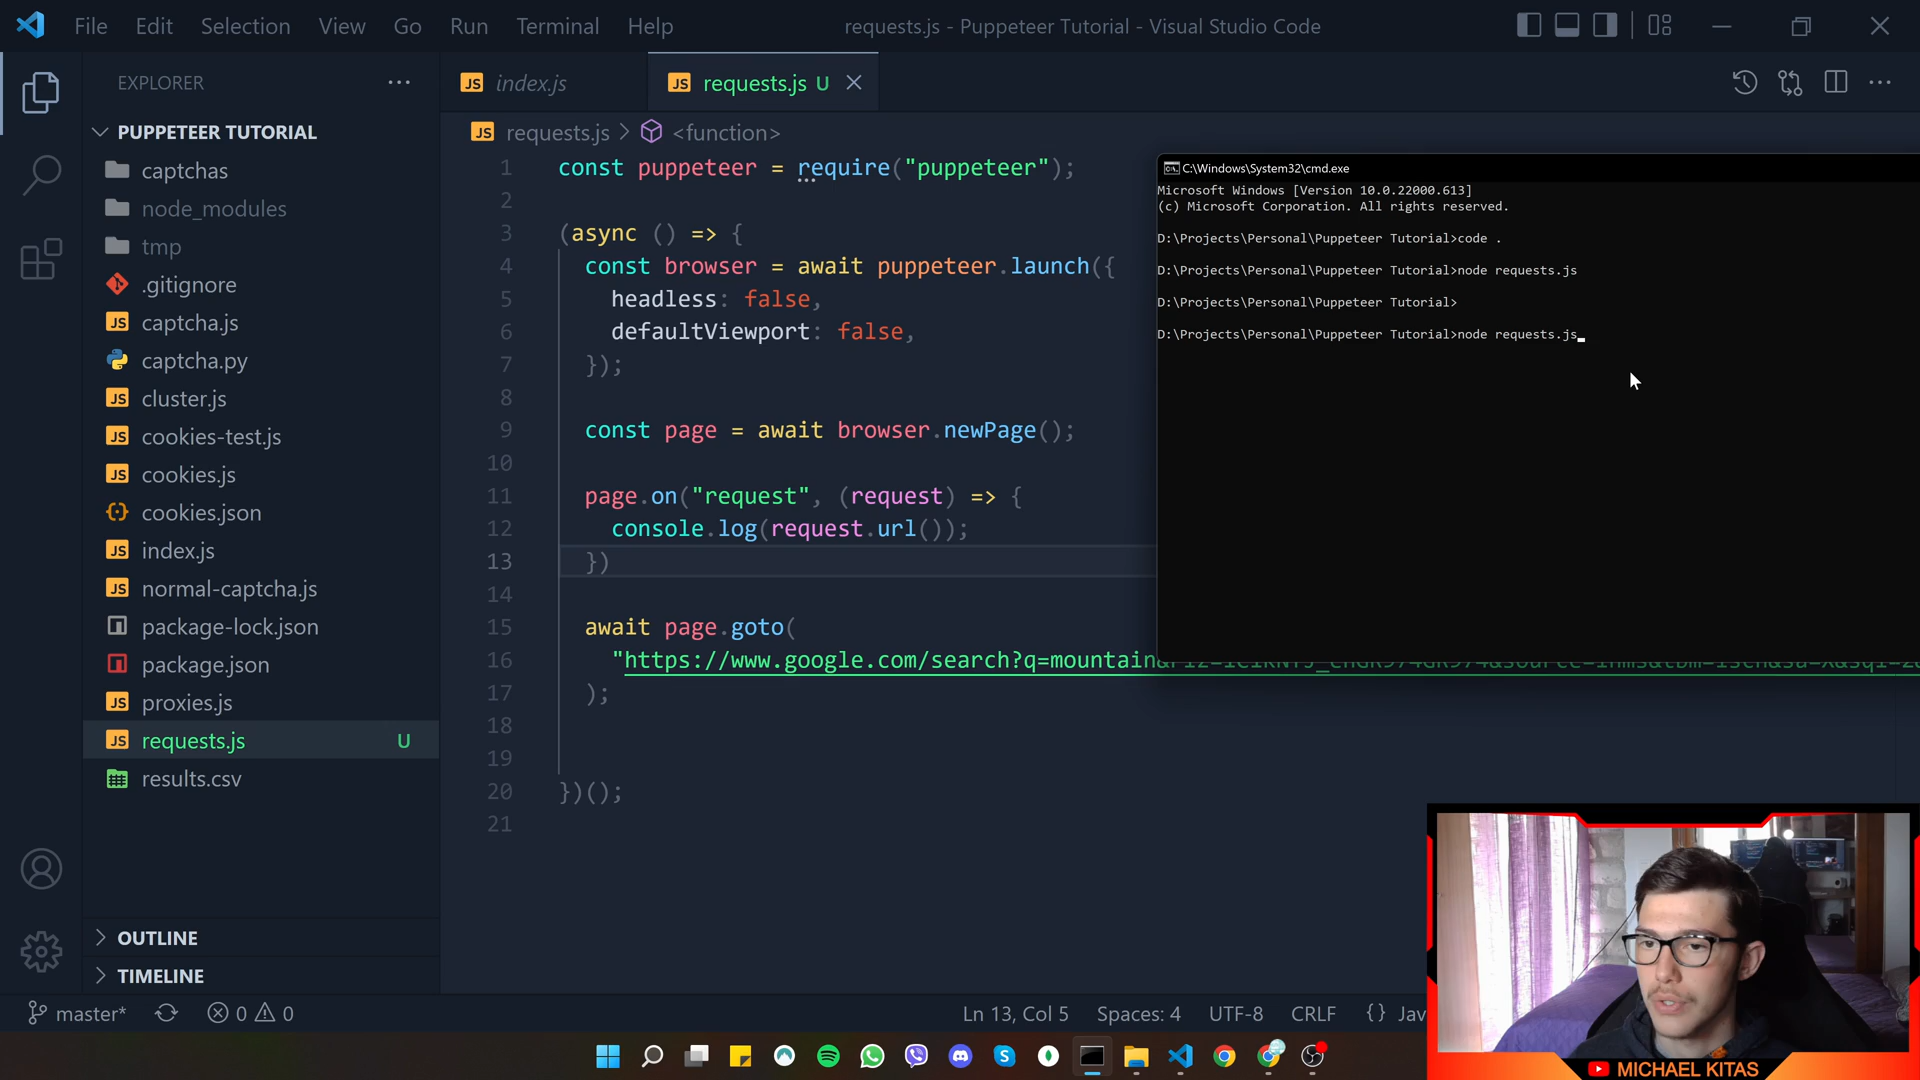 File Edit Selection View Go Run Terminal Help
requests.js - Puppeteer Tutorial - Visual Studio Code
EXPLORER
PUPPETEER TUTORIAL
captchas
node_modules
tmp
.gitignore
captcha.js
captcha.py
cluster.js
cookies-test.js
cookies.js
cookies.json
index.js
normal-captcha.js
package-lock.json
package.json
proxies.js
requests.js U
results.csv
OUTLINE
TIMELINE
JS index.js
JS requests.js U
JS requests.js > <function>
1 const puppeteer = require("puppeteer");
2
3 (async () => {
4 const browser = await puppeteer.launch({
5 headless: false,
6 defaultViewport: false,
7 });
8
9 const page = await browser.newPage();
10
11 page.on("request", (request) => {
12 console.log(request.url());
13 })
14
15 await page.goto(
16 "https://www.google.com/search?q=mountain
17 );
18
19
20 })();
21
C:\Windows\System32\cmd.exe
Microsoft Windows [Version 10.0.22000.613]
(c) Microsoft Corporation. All rights reserved.
D:\Projects\Personal\Puppeteer Tutorial>code .
D:\Projects\Personal\Puppeteer Tutorial>node requests.js
D:\Projects\Personal\Puppeteer Tutorial>
D:\Projects\Personal\Puppeteer Tutorial>node requests.js
master* 0 0
Ln 13, Col 5 Spaces: 4 UTF-8 CRLF {} Jav
MICHAEL KITAS